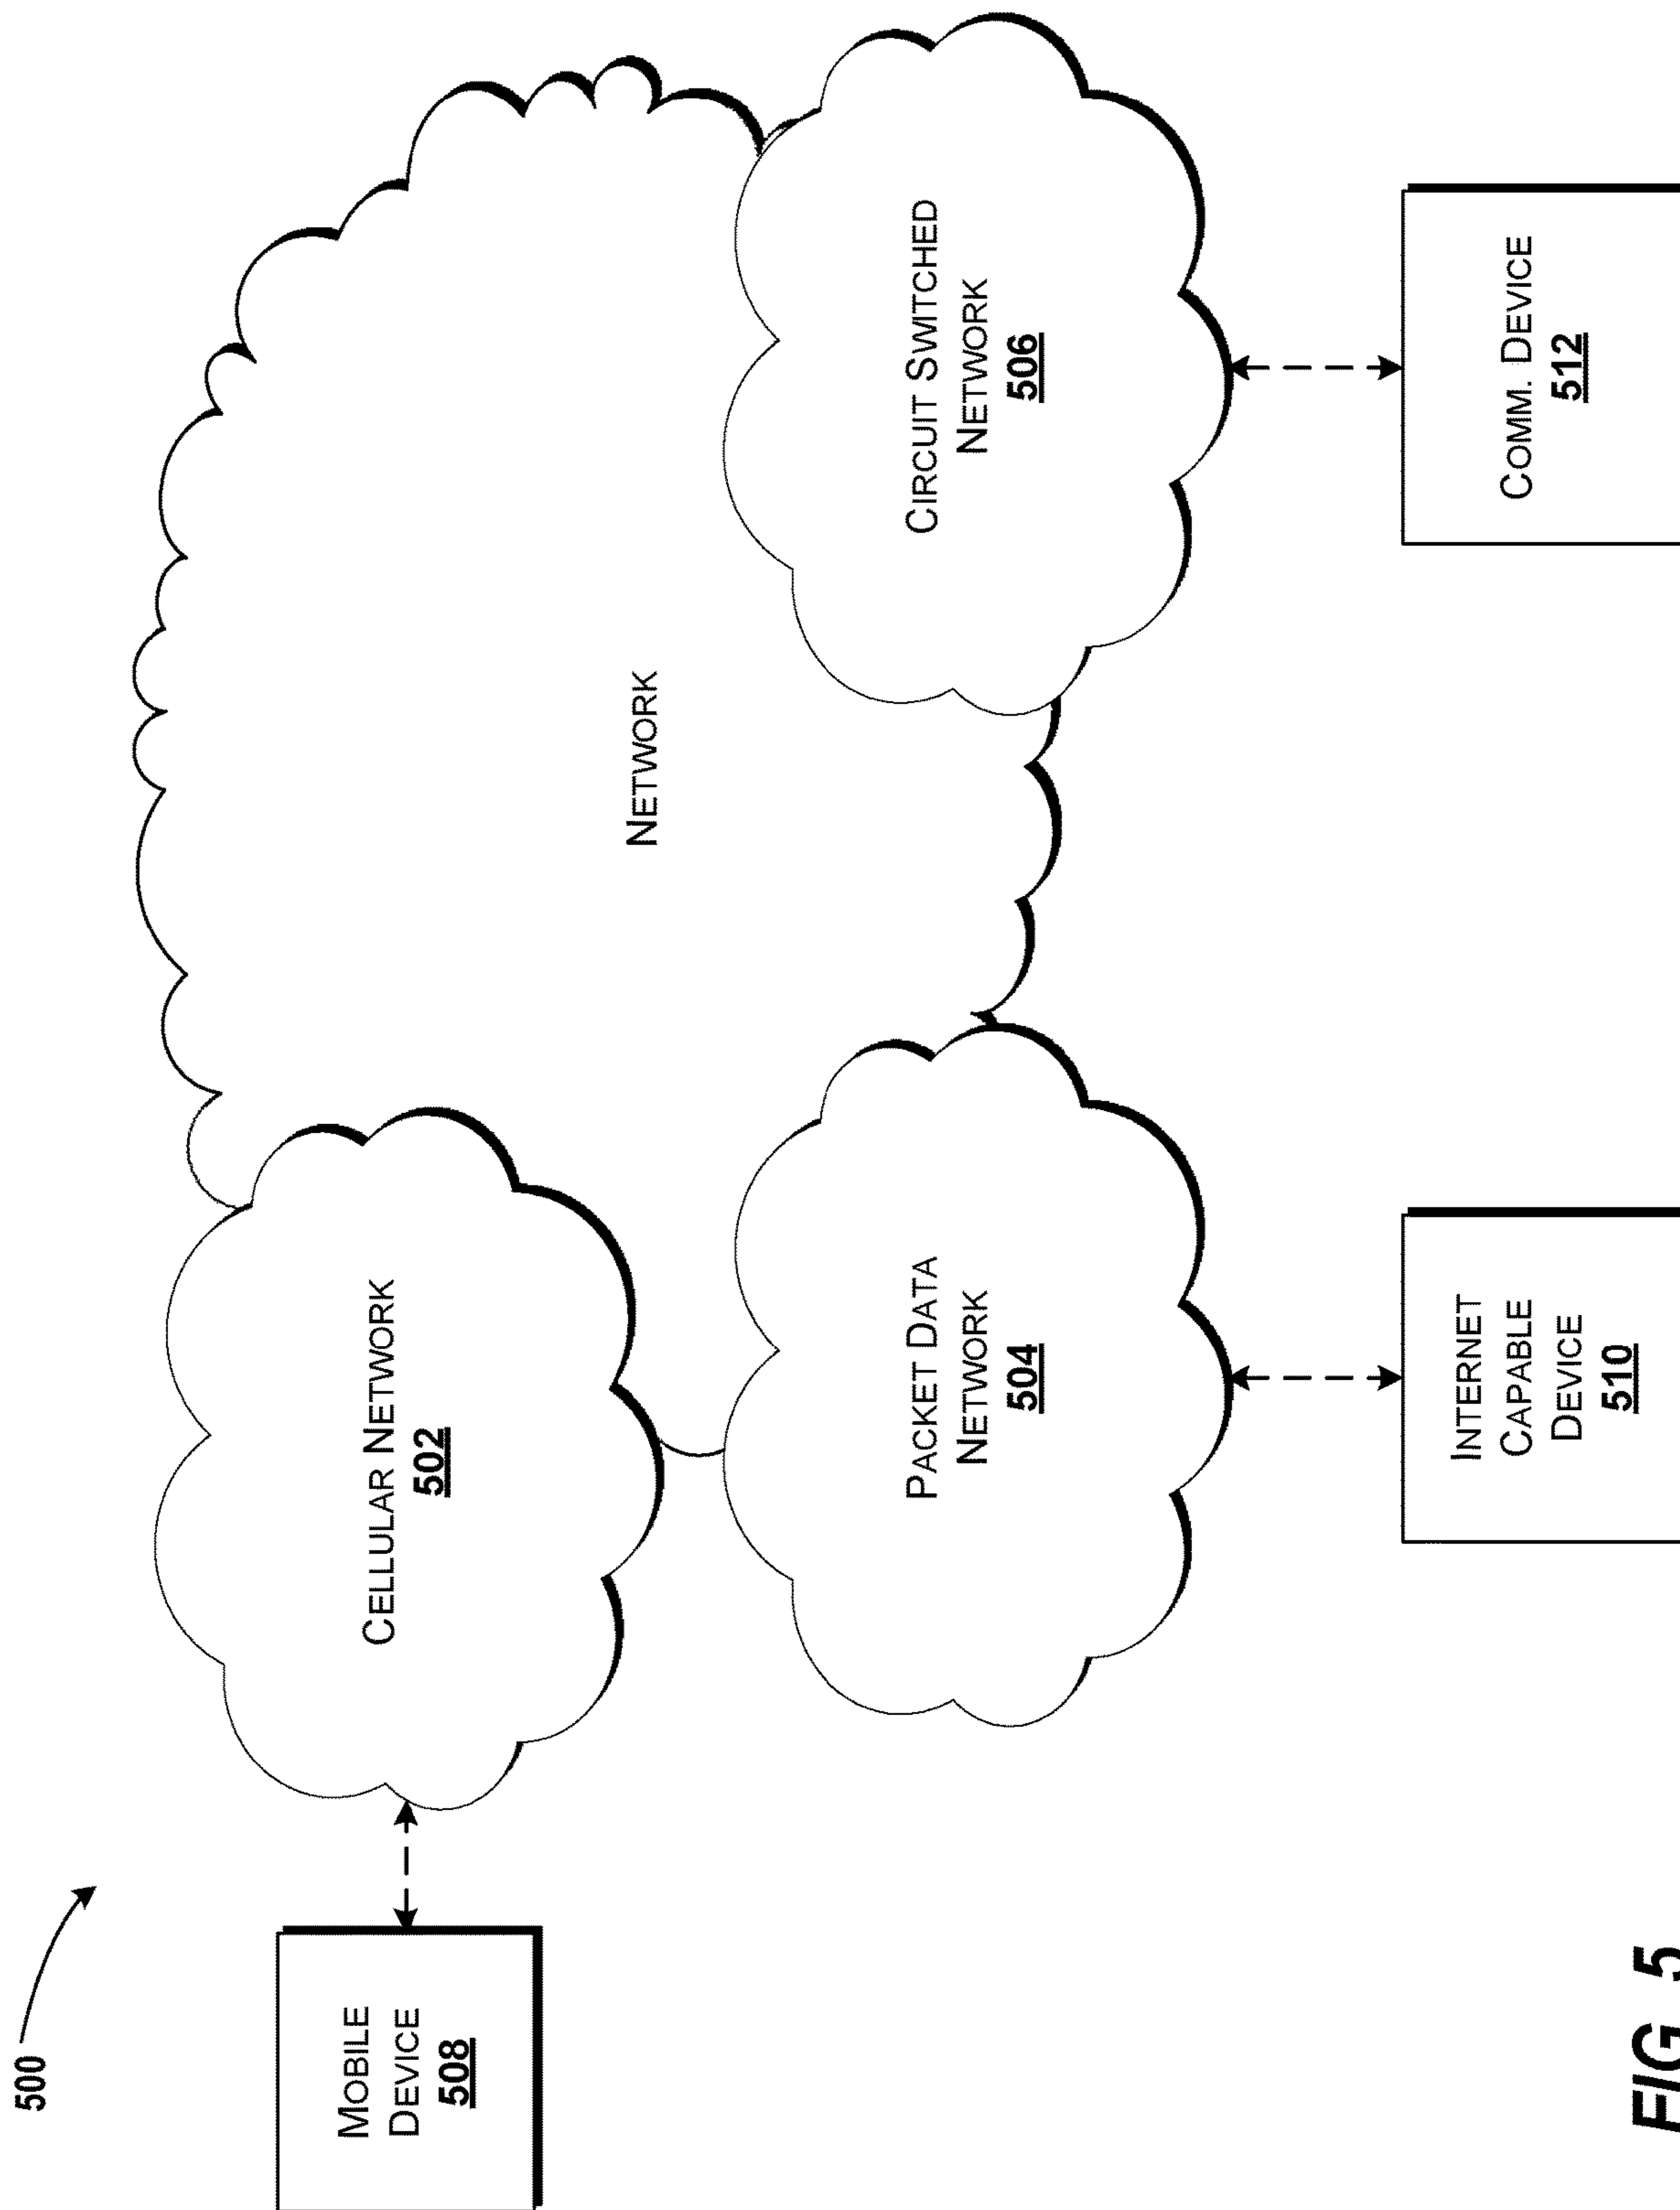 500
MOBILE
DEVICE
508
CELLULAR NETWORK
502
NETWORK
PACKET DATA
NETWORK
504
CIRCUIT SWITCHED
NETWORK
506
INTERNET
CAPABLE
DEVICE
510
COMM. DEVICE
512
FIG. 5